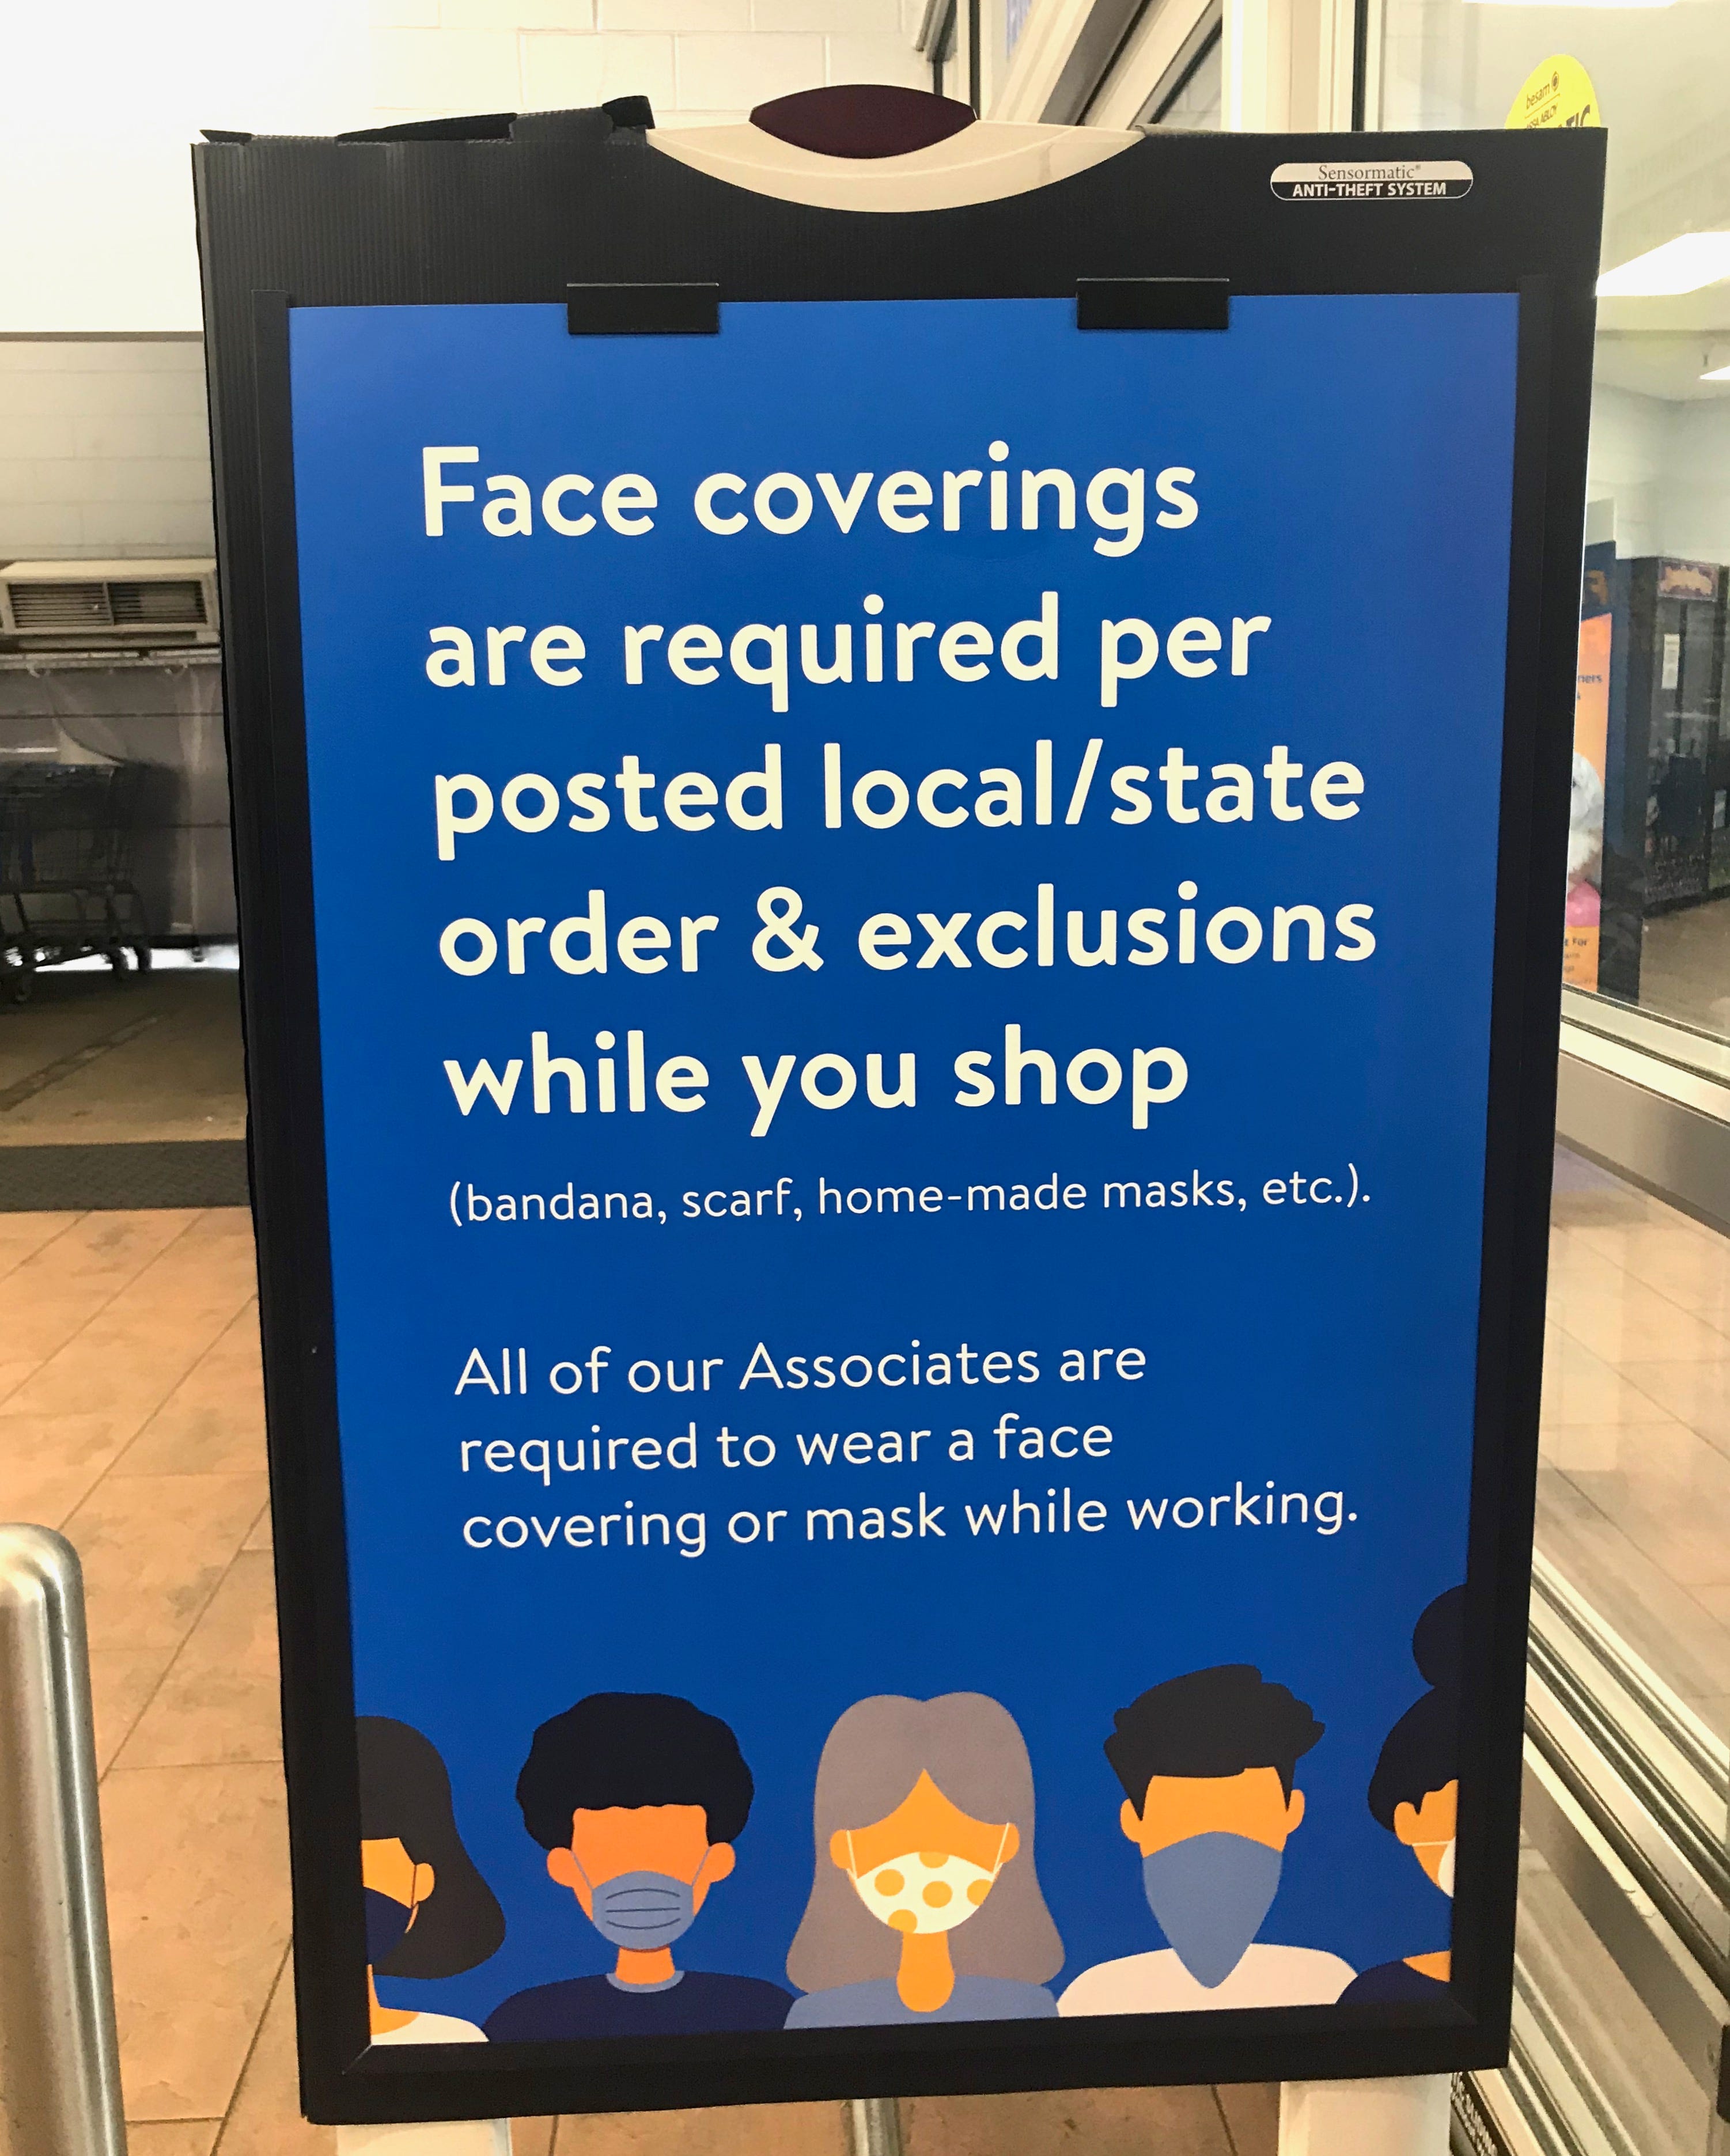 besam
Sensormatic®
ANTI-THEFT SYSTEM
Face coverings
are required per
posted local/state
order & exclusions
while you shop
(bandana, scarf, home-made masks, etc.).
All of our Associates are
required to wear a face
covering or mask while working.